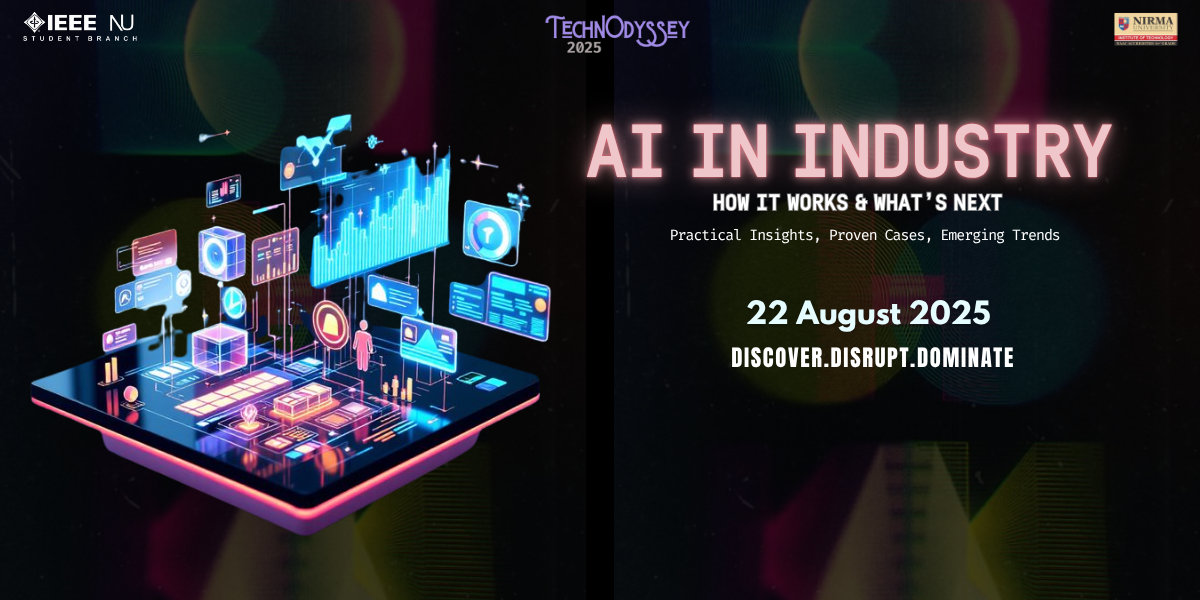 IEEE NU
STUDENT BRANCH
TECHNODYSSEY
2025
NIRMA
UNIVERSITY
INSTITUTE OF TECHNOLOGY
AI IN INDUSTRY
HOW IT WORKS & WHAT'S NEXT
Practical Insights, Proven Cases, Emerging Trends
22 August 2025
DISCOVER.DISRUPT.DOMINATE